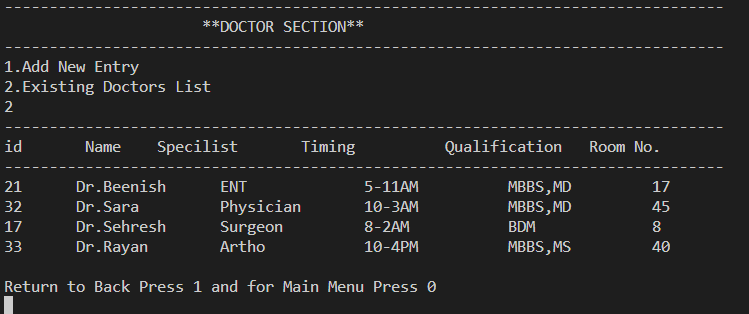 --------------------------------------------------------------------------------
**DOCTOR SECTION**
--------------------------------------------------------------------------------
1.Add New Entry
2.Existing Doctors List
2
--------------------------------------------------------------------------------
id Name Specilist Timing Qualification Room No.
--------------------------------------------------------------------------------
21 Dr.Beenish ENT 5-11AM MBBS,MD 17
32 Dr.Sara Physician 10-3AM MBBS,MD 45
17 Dr.Sehresh Surgeon 8-2AM BDM 8
33 Dr.Rayan Artho 10-4PM MBBS,MS 40
Return to Back Press 1 and for Main Menu Press 0